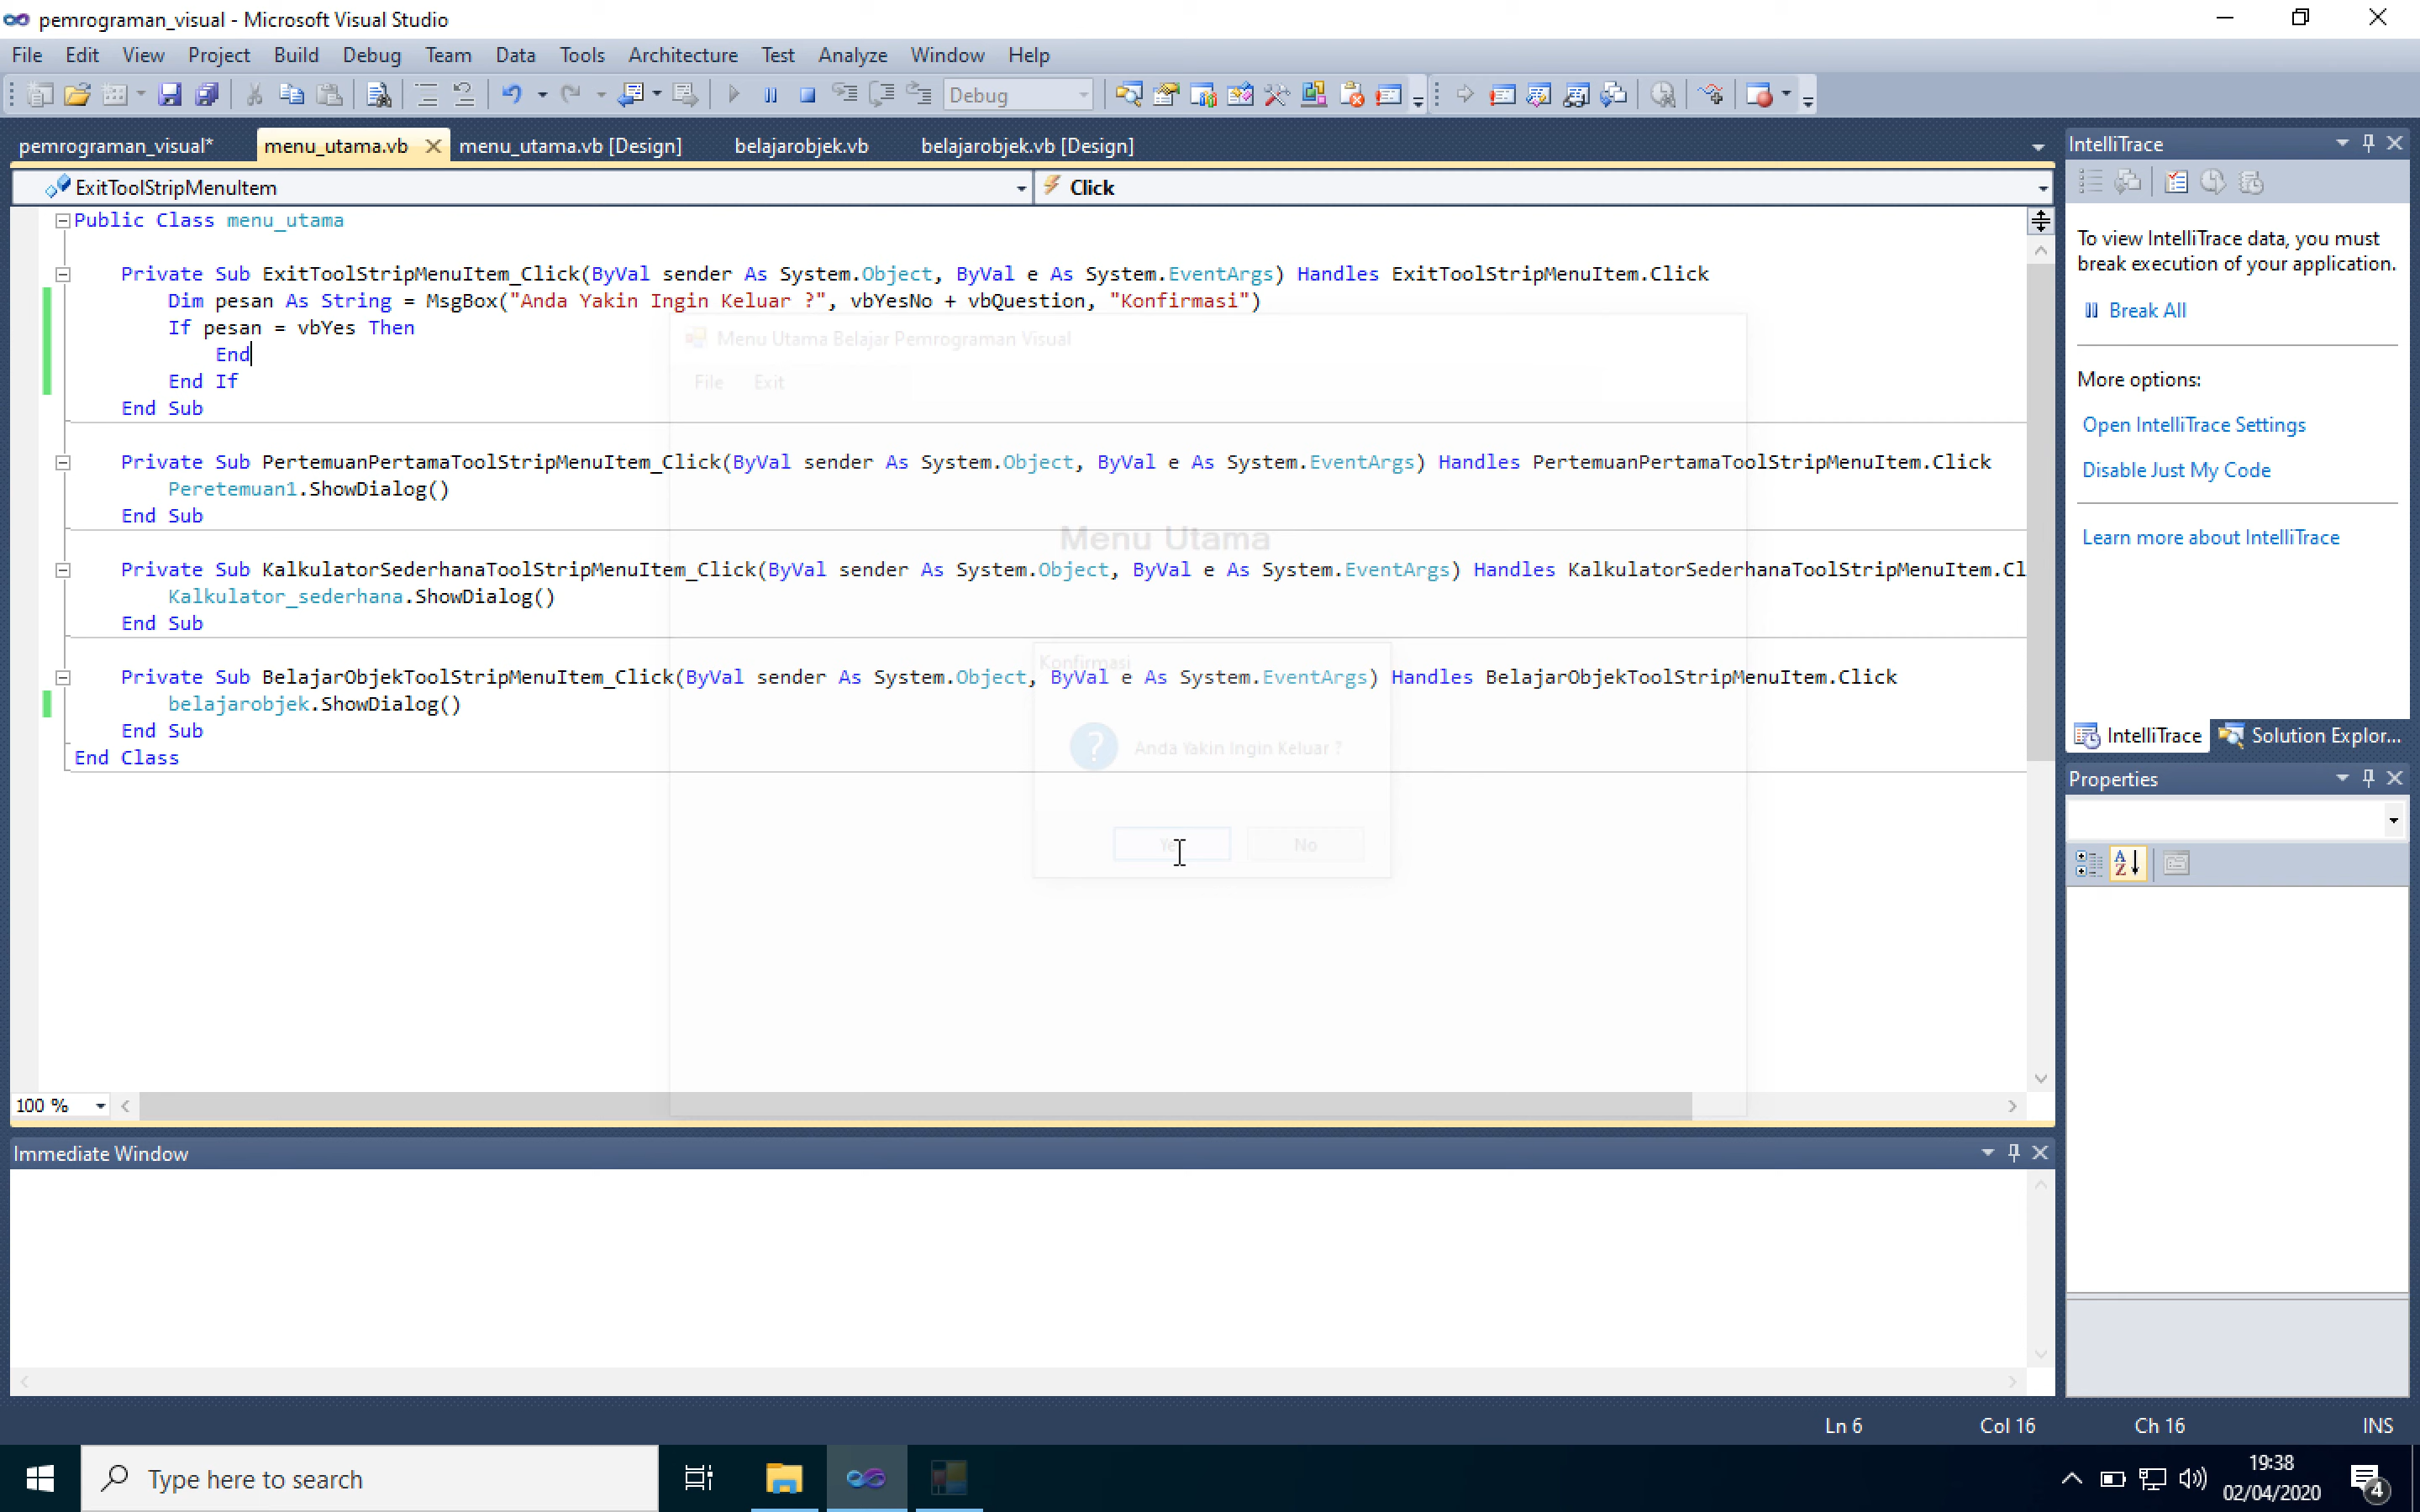 pemrograman_visual - Microsoft Visual Studio
File Edit View Project Build Debug Team Data Tools Architecture Test Analyze Window Help
Debug
pemrograman_visual* menu_utama.vb menu_utama.vb [Design] belajarobjek.vb belajarobjek.vb [Design]
ExitToolStripMenuItem Click
Public Class menu_utama
Private Sub ExitToolStripMenuItem_Click(ByVal sender As System.Object, ByVal e As System.EventArgs) Handles ExitToolStripMenuItem.Click
Dim pesan As String = MsgBox("Anda Yakin Ingin Keluar ?", vbYesNo + vbQuestion, "Konfirmasi")
If pesan = vbYes Then
End
End If
End Sub
Private Sub PertemuanPertamaToolStripMenuItem_Click(ByVal sender As System.Object, ByVal e As System.EventArgs) Handles PertemuanPertamaToolStripMenuItem.Click
Peretemuan1.ShowDialog()
End Sub
Private Sub KalkulatorSederhanaToolStripMenuItem_Click(ByVal sender As System.Object, ByVal e As System.EventArgs) Handles KalkulatorSederhanaToolStripMenuItem.Cl
Kalkulator_sederhana.ShowDialog()
End Sub
Private Sub BelajarObjekToolStripMenuItem_Click(ByVal sender As System.Object, ByVal e As System.EventArgs) Handles BelajarObjekToolStripMenuItem.Click
belajarobjek.ShowDialog()
End Sub
End Class
Menu Utama Belajar Pemrograman Visual
File Exit
Menu Utama
Konfirmasi
Anda Yakin Ingin Keluar ?
No
100 %
IntelliTrace
To view IntelliTrace data, you must
break execution of your application.
Break All
More options:
Open IntelliTrace Settings
Disable Just My Code
Learn more about IntelliTrace
IntelliTrace Solution Explor...
Properties
Immediate Window
Ln 6 Col 16 Ch 16 INS
Type here to search
19:38
02/04/2020
4